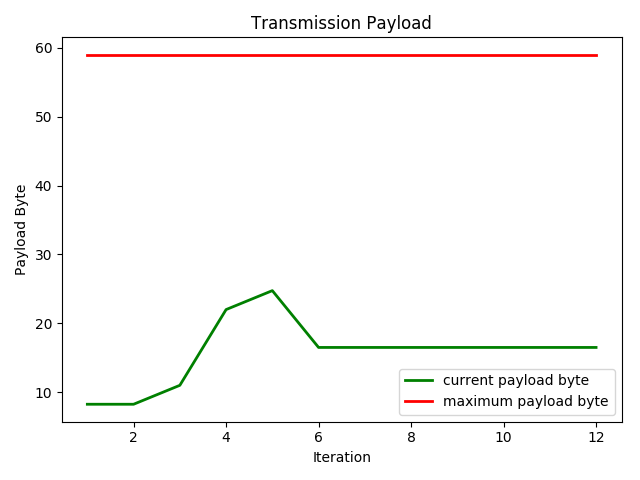 Transmission Payload
60
50
40
30
20
10
Payload Byte
current payload byte
maximum payload byte
2 4 6 8 10 12
Iteration